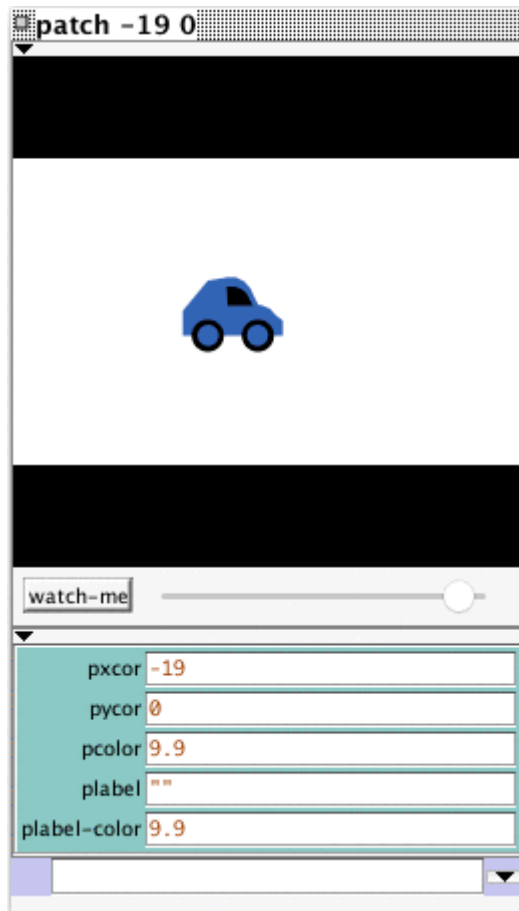 patch -19 0
watch-me
pxcor -19
pycor 0
pcolor 9.9
plabel ""
plabel-color 9.9